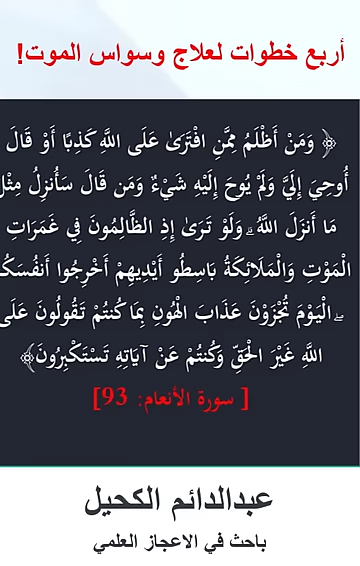 أربع خطوات لعلاج وسواس الموت!
﴿ وَمَنْ أَظْلَمُ مِمَّنِ افْتَرَىٰ عَلَى اللَّهِ كَذِبًا أَوْ قَالَ
أُوحِيَ إِلَيَّ وَلَمْ يُوحَ إِلَيْهِ شَيْءٌ وَمَن قَالَ سَأُنزِلُ مِثْلَ
مَا أَنزَلَ اللَّهُ ۗ وَلَوْ تَرَىٰ إِذِ الظَّالِمُونَ فِي غَمَرَاتِ
الْمَوْتِ وَالْمَلَائِكَةُ بَاسِطُو أَيْدِيهِمْ أَخْرِجُوا أَنفُسَكُ
ۖ الْيَوْمَ تُجْزَوْنَ عَذَابَ الْهُونِ بِمَا كُنتُمْ تَقُولُونَ عَلَى
اللَّهِ غَيْرَ الْحَقِّ وَكُنتُمْ عَنْ آيَاتِهِ تَسْتَكْبِرُونَ﴾
[ سورة الأنعام: 93]
عبدالدائم الكحيل
باحث في الاعجاز العلمي